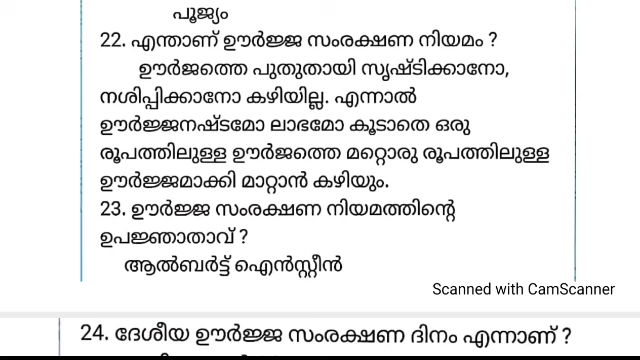 പൂജ്യം
22. എന്താണ് ഊർജ്ജ സംരക്ഷണ നിയമം ?
ഊർജത്തെ പുതുതായി സൃഷ്ടിക്കാനോ,
നശിപ്പിക്കാനോ കഴിയില്ല. എന്നാൽ
ഊർജ്ജനഷ്ടമോ ലാഭമോ കൂടാതെ ഒരു
രൂപത്തിലുള്ള ഊർജത്തെ മറ്റൊരു രൂപത്തിലുള്ള
ഊർജ്ജമാക്കി മാറ്റാൻ കഴിയും.
23. ഊർജ്ജ സംരക്ഷണ നിയമത്തിന്റെ
ഉപജ്ഞാതാവ് ?
ആൽബർട്ട് ഐൻസ്റ്റീൻ
Scanned with CamScanner
24. ദേശീയ ഊർജ്ജ സംരക്ഷണ ദിനം എന്നാണ് ?